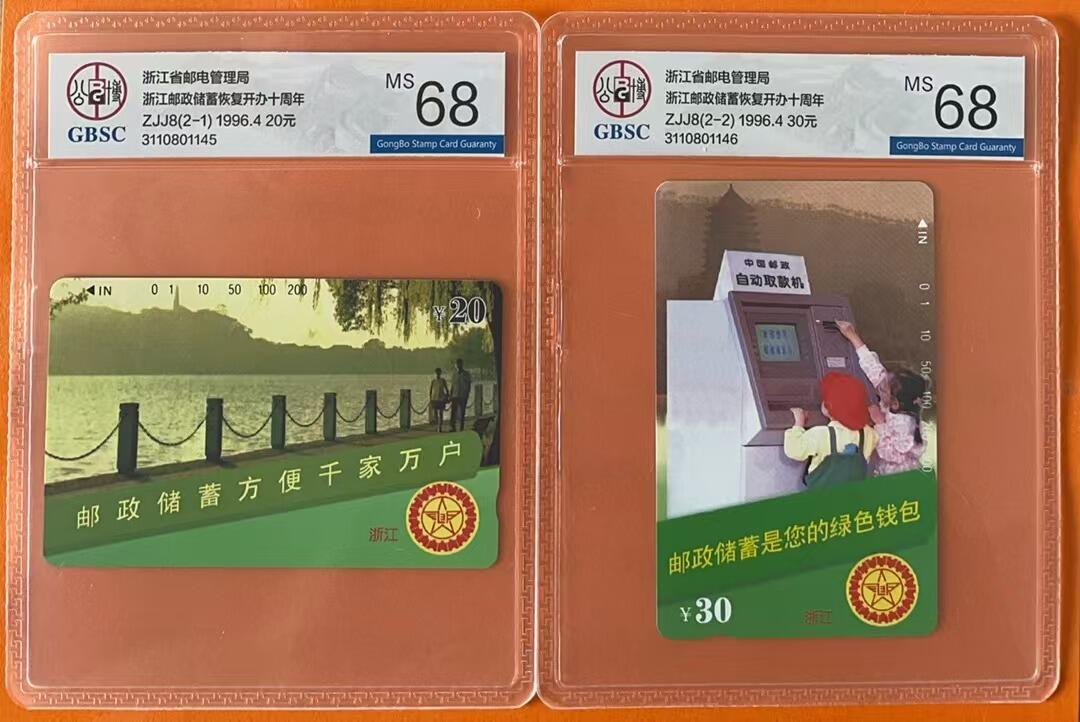 浙江省邮电管理局
浙江邮政储蓄恢复开办十周年
ZJJ8(2-1) 1996.4 20元
3110801145
GBSC
MS 68
GongBo Stamp Card Guaranty
◀IN 0 1 10 50 100 200
¥20
邮政储蓄方便千家万户
浙江
浙江省邮电管理局
浙江邮政储蓄恢复开办十周年
ZJJ8(2-2) 1996.4 30元
3110801146
GBSC
MS 68
GongBo Stamp Card Guaranty
◀IN 0 1 10 50 100
中国邮政
自动取款机
邮政储蓄是您的绿色钱包
¥30
浙江